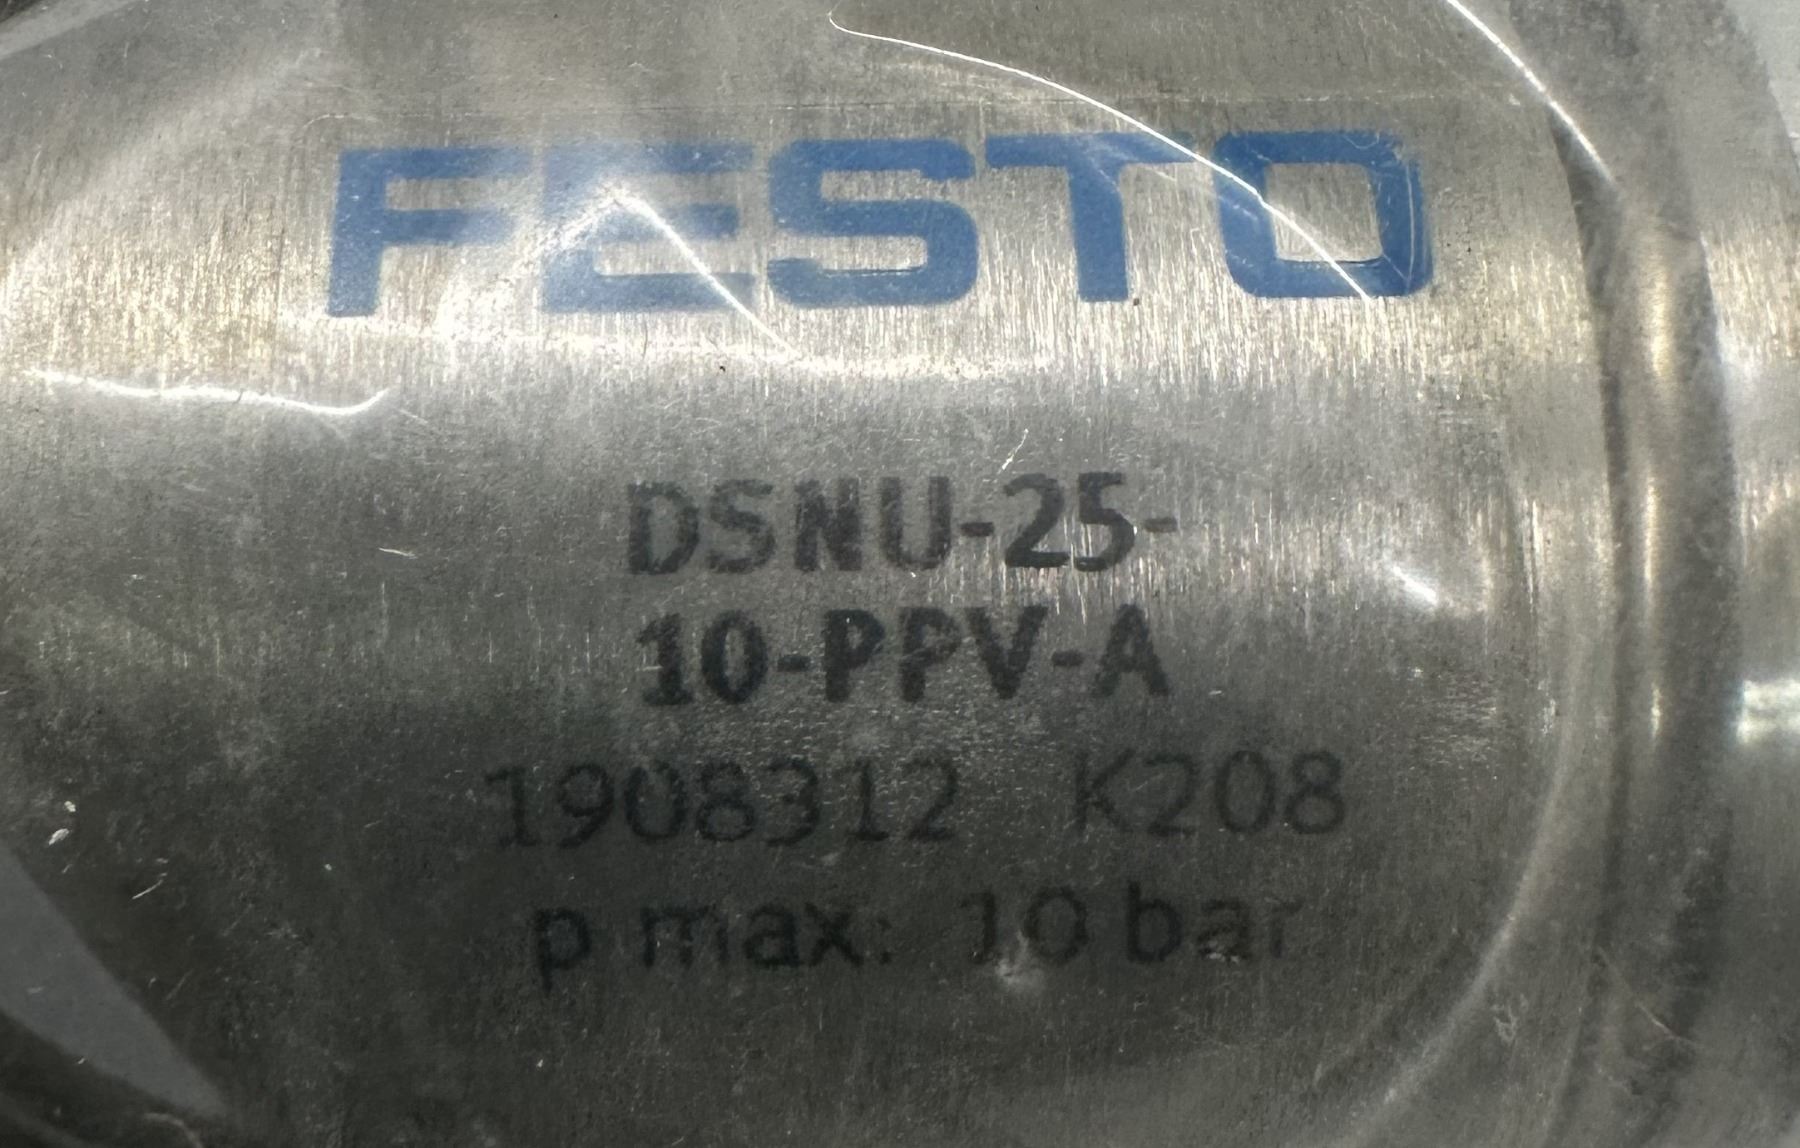 FESTO
DSNU-25-
10-PPV-A
1908312 K208
p max: 10 bar